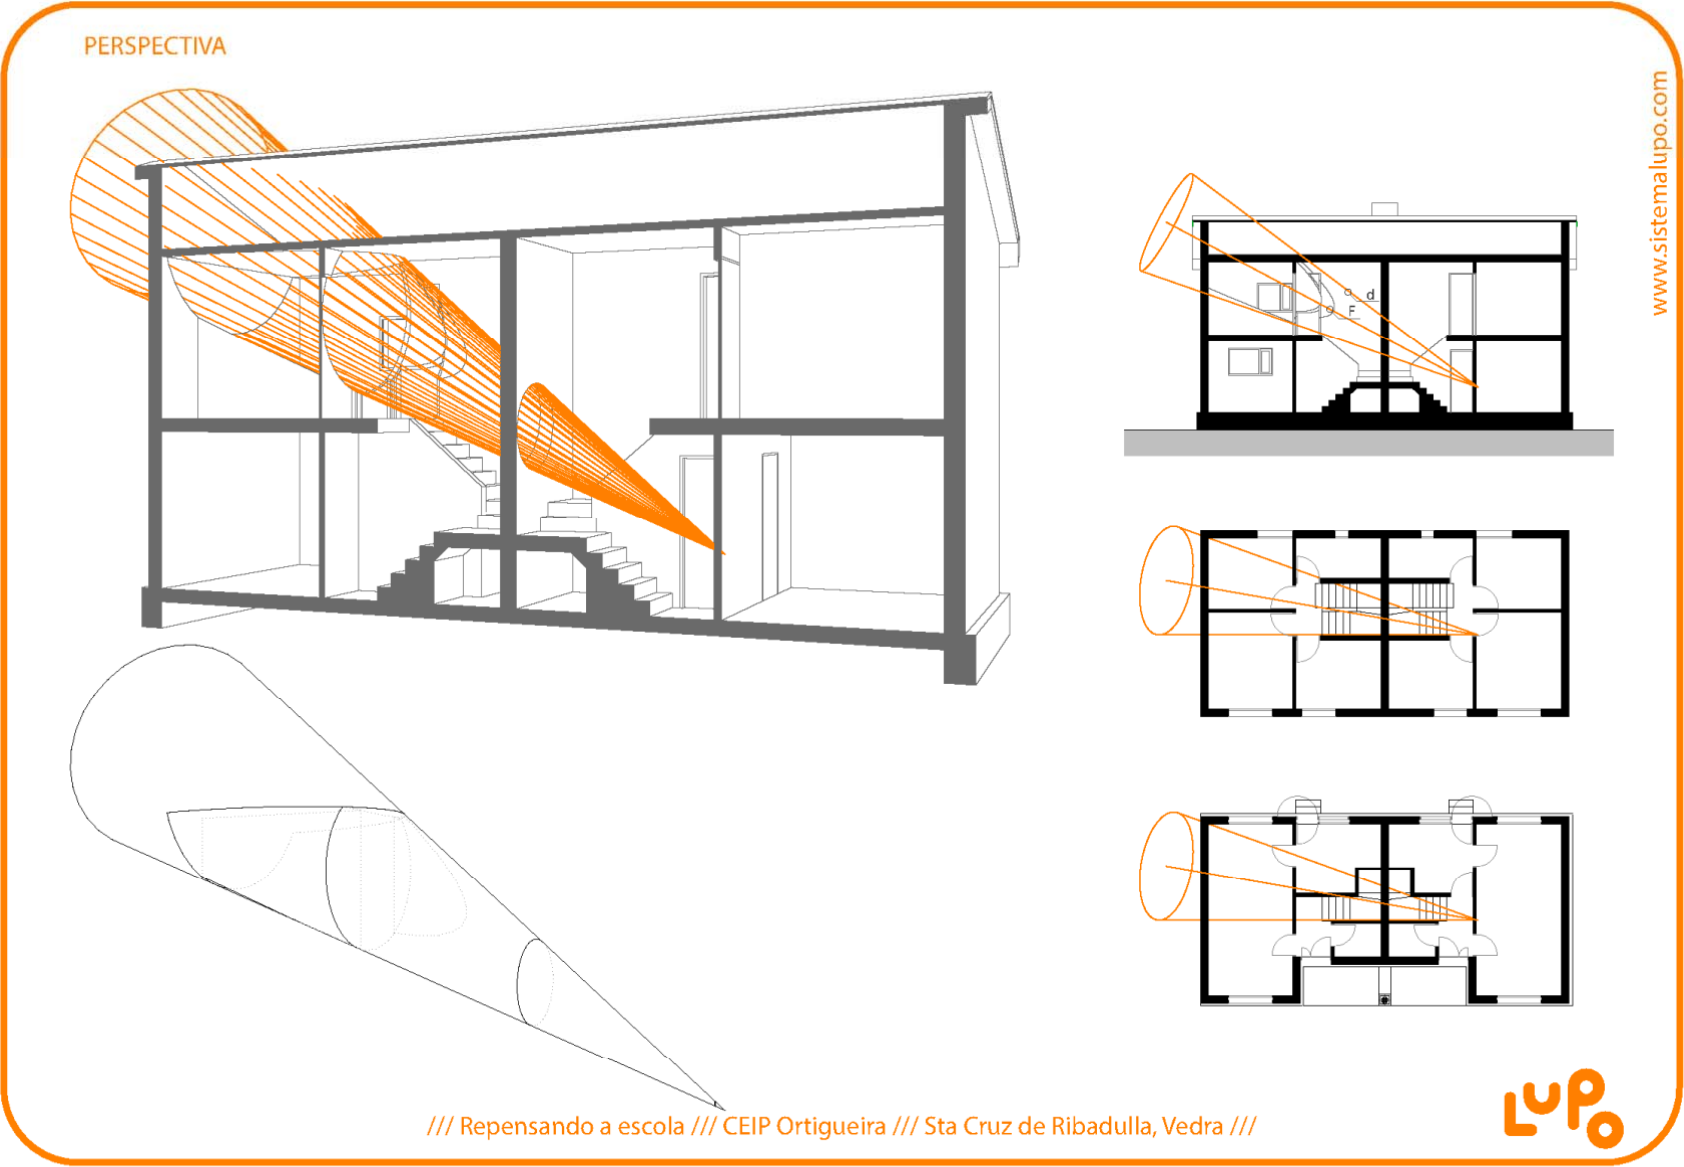 PERSPECTIVA
www.sistemalupo.com
d
F
/// Repensando a escola /// CEIP Ortigueira /// Sta Cruz de Ribadulla, Vedra ///
LUPO